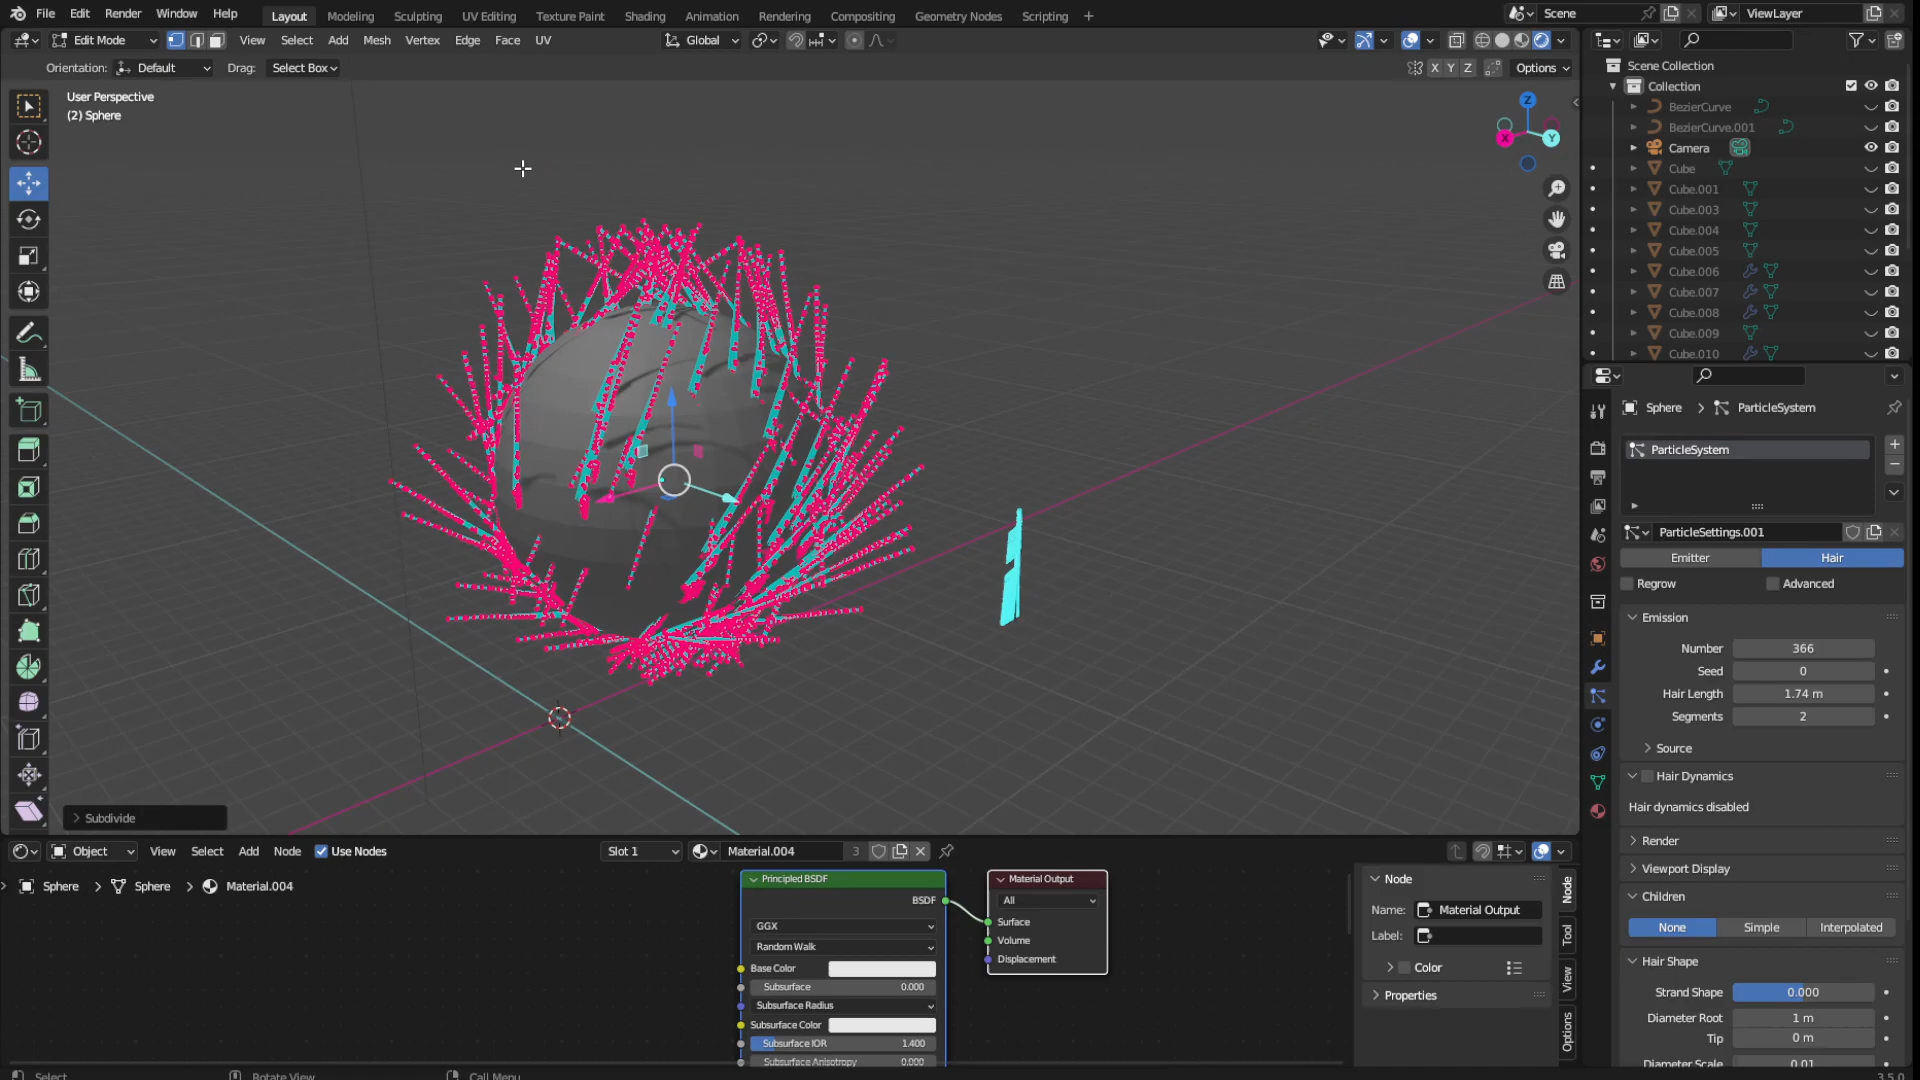 File Edit Render Window Help Layout Modeling Sculpting UV Editing Texture Paint Shading Animation Rendering Compositing Geometry Nodes Scripting + Scene ViewLayer
Edit Mode View Select Add Mesh Vertex Edge Face UV Global
Orientation: Default Drag: Select Box X Y Z Options
User Perspective
(2) Sphere
Z
X
Y
Subdivide
Scene Collection
Collection
BezierCurve
BezierCurve.001
Camera
Cube
Cube.001
Cube.003
Cube.004
Cube.005
Cube.006
Cube.007
Cube.008
Cube.009
Cube.010
Sphere ParticleSystem
ParticleSystem
ParticleSettings.001
Emitter Hair
Regrow Advanced
Emission
Number 366
Seed 0
Hair Length 1.74 m
Segments 2
Source
Hair Dynamics
Hair dynamics disabled
Render
Viewport Display
Children
None Simple Interpolated
Hair Shape
Strand Shape 0.000
Diameter Root 1 m
Tip 0 m
Diameter Scale 0.01
Object View Select Add Node Use Nodes Slot 1 Material.004 3
Sphere Sphere Material.004
Principled BSDF
BSDF
GGX
Random Walk
Base Color
Subsurface 0.000
Subsurface Radius
Subsurface Color
Subsurface IOR 1.400
Subsurface Anisotropy 0.000
Material Output
All
Surface
Volume
Displacement
Node
Name: Material Output
Label:
Color
Properties
Node
Tool
View
Options
Select Rotate View Call Menu 3.5.0